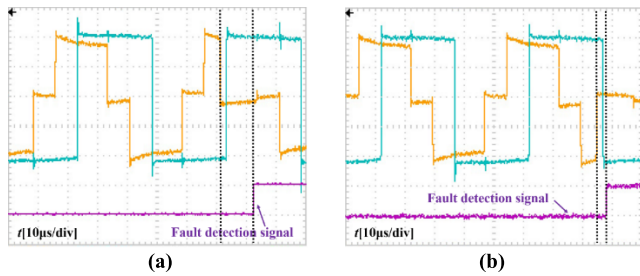 Fault detection signal
t[10μs/div]
(a)
Fault detection signal
t[10μs/div]
(b)